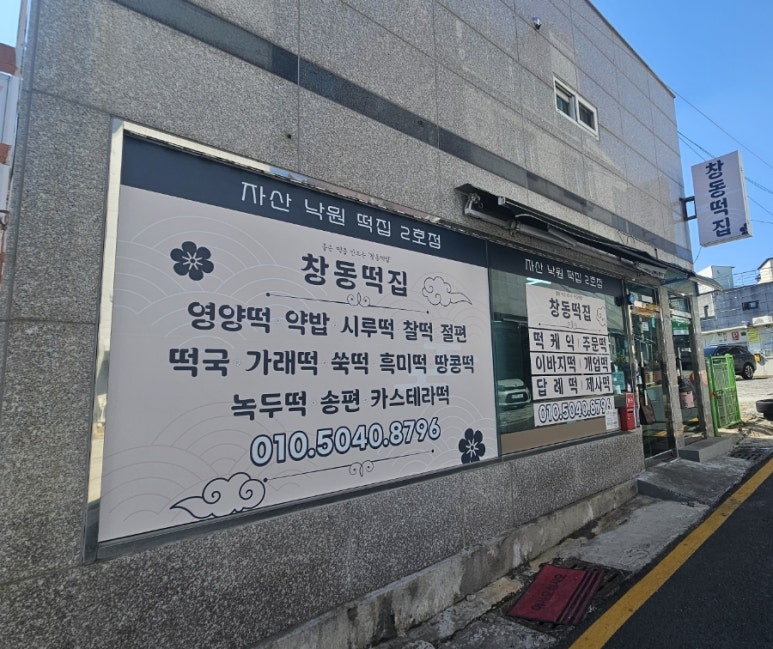 자산 낙원 떡집 2호점
창동떡집
영양떡 약밥 시루떡 찰떡 절편
떡국 가래떡 쑥떡 흑미떡 땅콩떡
녹두떡 송편 카스테라떡
010.5040.8796
자산 낙원 떡집 2호점
창동떡집
떡 케 익 / 주문떡
이바지떡 / 개업떡
답 례 떡 / 제사떡
010.5040.8796
창동떡집